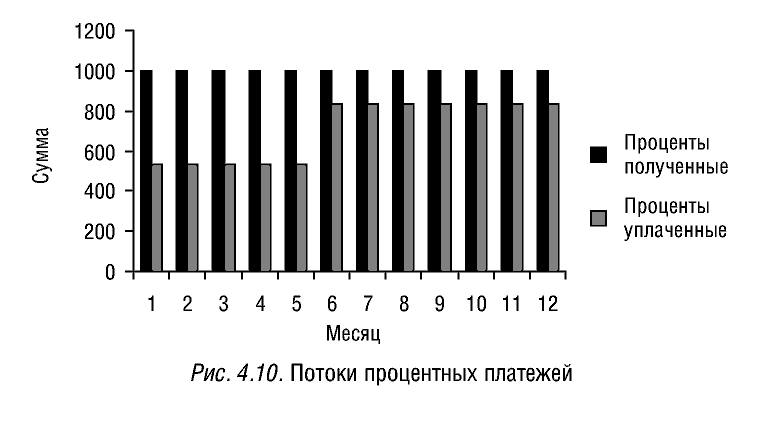 1200
1000
800
600
400
200
0
Сумма
1 2 3 4 5 6 7 8 9 10 11 12
Месяц
Проценты
полученные
Проценты
уплаченные
Рис. 4.10. Потоки процентных платежей